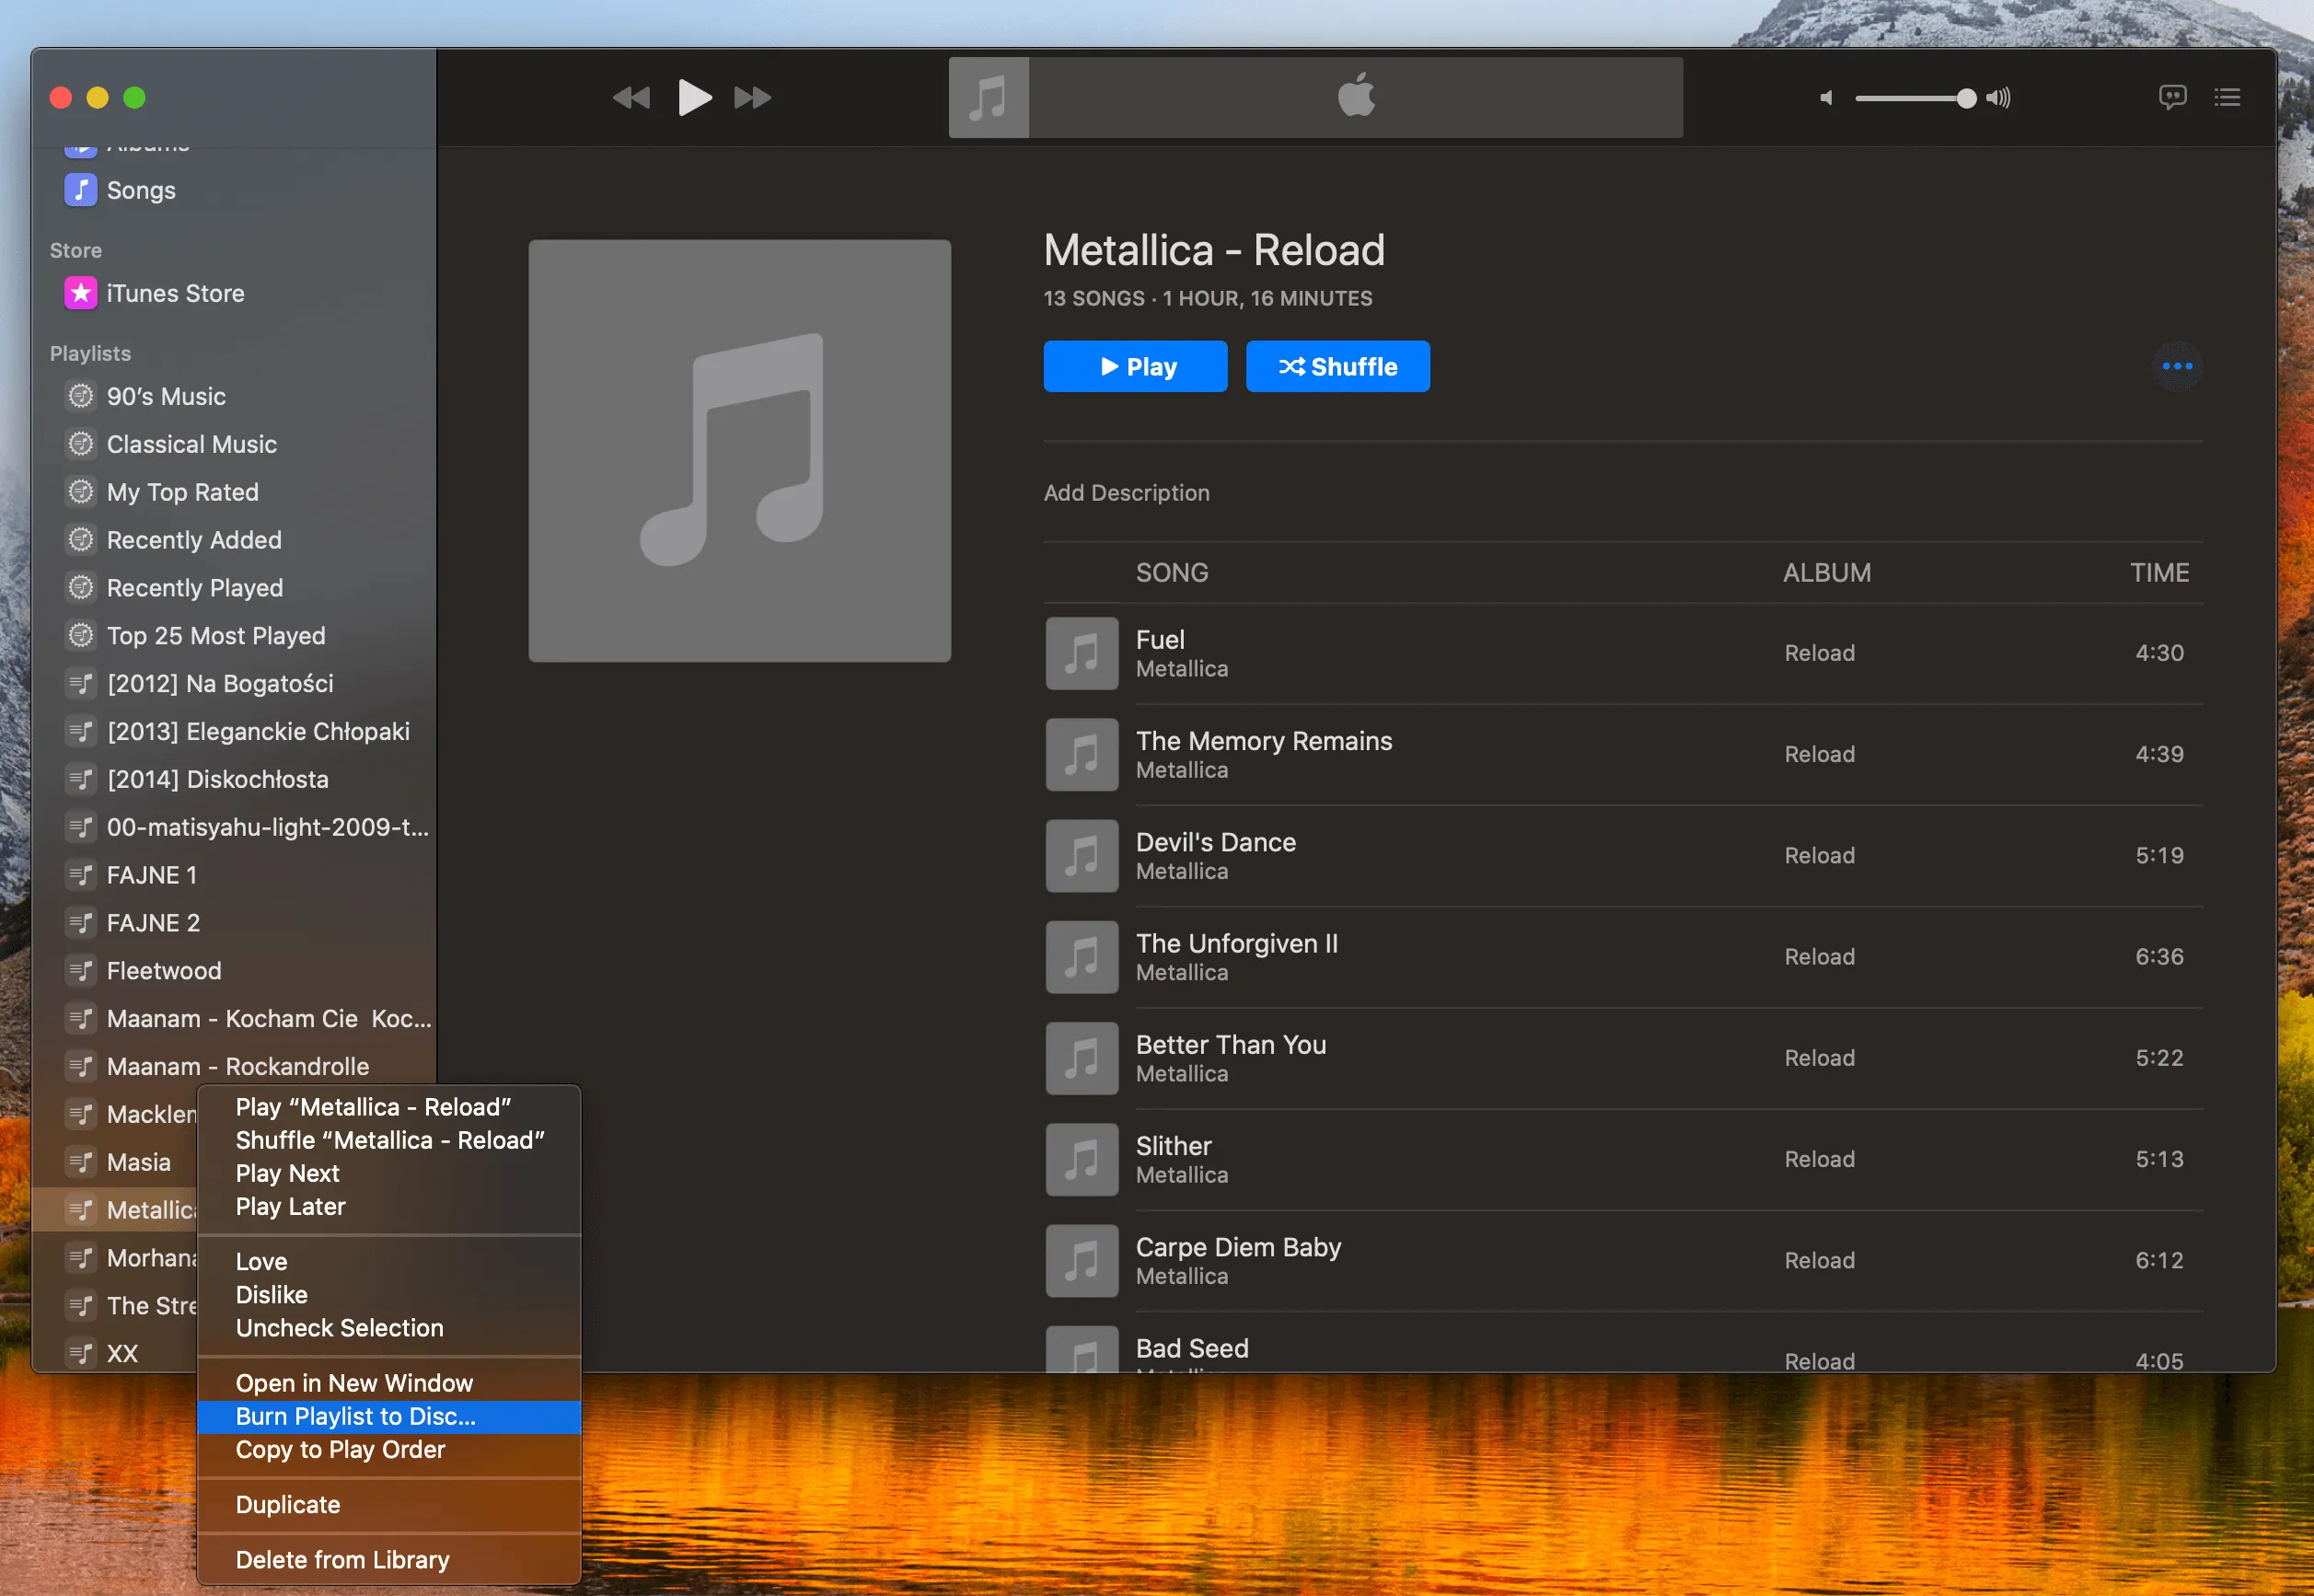 Albums
Songs
Store
iTunes Store
Playlists
90’s Music
Classical Music
My Top Rated
Recently Added
Recently Played
Top 25 Most Played
[2012] Na Bogatości
[2013] Eleganckie Chłopaki
[2014] Diskochłosta
00-matisyahu-light-2009-t...
FAJNE 1
FAJNE 2
Fleetwood
Maanam - Kocham Cie  Koc...
Maanam - Rockandrolle
Macklen
Masia
Metallica
Morhana
The Stre
XX
Play “Metallica - Reload”
Shuffle “Metallica - Reload”
Play Next
Play Later
Love
Dislike
Uncheck Selection
Open in New Window
Burn Playlist to Disc...
Copy to Play Order
Duplicate
Delete from Library
Metallica - Reload
13 SONGS · 1 HOUR, 16 MINUTES
Play Shuffle
Add Description
SONG ALBUM TIME
Fuel
Metallica
Reload 4:30
The Memory Remains
Metallica
Reload 4:39
Devil's Dance
Metallica
Reload 5:19
The Unforgiven II
Metallica
Reload 6:36
Better Than You
Metallica
Reload 5:22
Slither
Metallica
Reload 5:13
Carpe Diem Baby
Metallica
Reload 6:12
Bad Seed
Reload 4:05